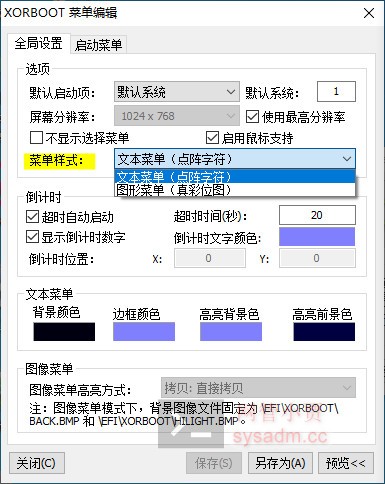 XORBOOT 菜单编辑
全局设置 启动菜单
选项
默认启动项： 默认系统 默认系统： 1
屏幕分辨率： 1024 x 768 使用最高分辨率
不显示选择菜单 启用鼠标支持
菜单样式： 文本菜单（点阵字符）
文本菜单（点阵字符）
图形菜单（真彩位图）
倒计时
超时自动启动 超时时间(秒)： 20
显示倒计时数字 倒计时文字颜色：
倒计时位置： X: 0 Y: 0
文本菜单
背景颜色 边框颜色 高亮背景色 高亮前景色
图像菜单
图像菜单高亮方式： 拷贝: 直接拷贝
注：图像菜单模式下，背景图像文件固定为 \EFI\XORBOOT\
BACK.BMP 和 \EFI\XORBOOT\HILIGHT.BMP。
sysadm.cc
关闭(C) 保存(S) 另存为(A) 预览<<